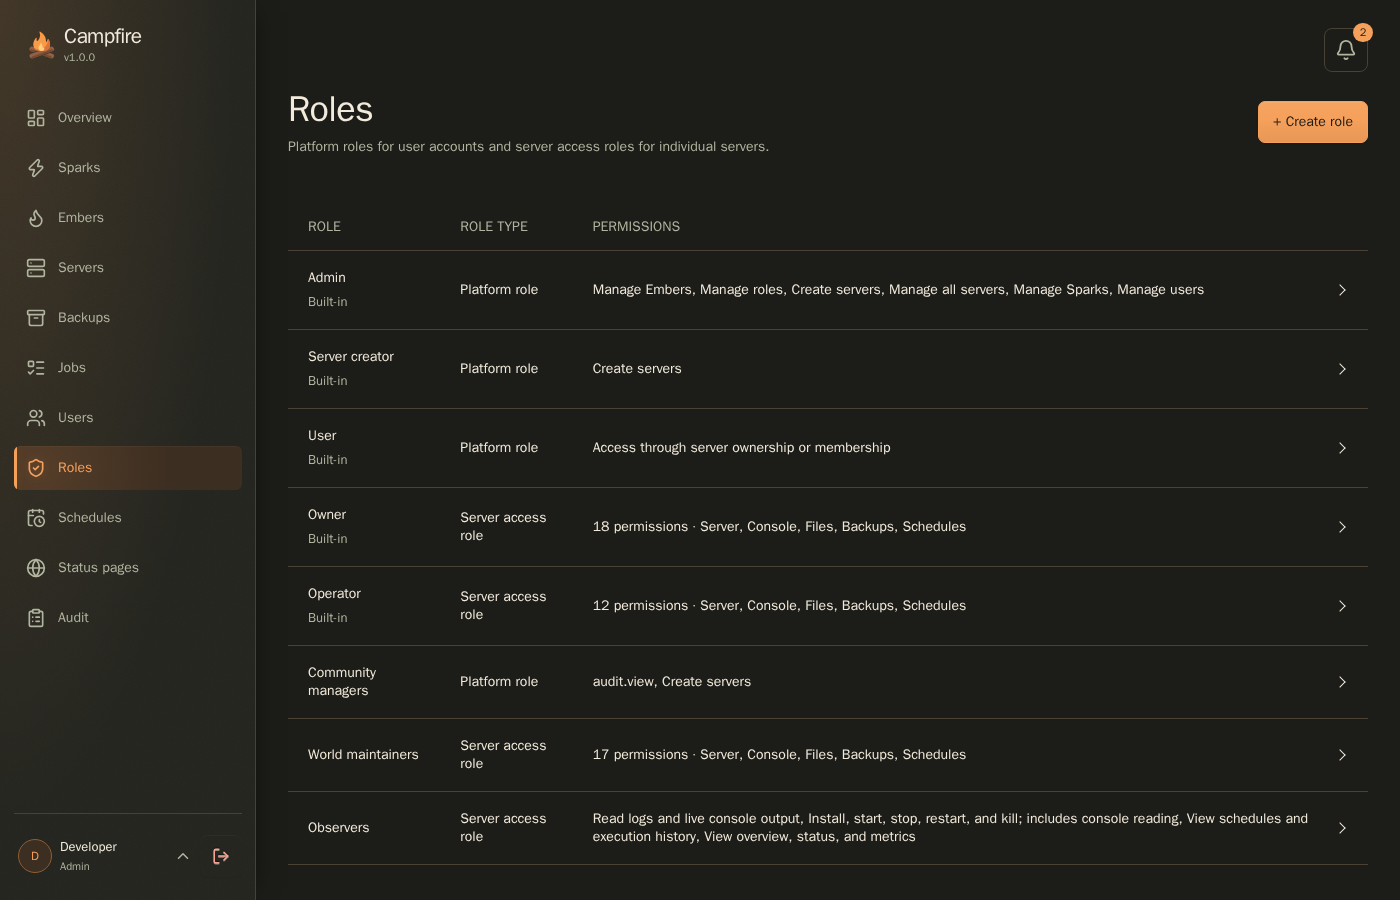 Campfire
v1.0.0
Overview
Sparks
Embers
Servers
Backups
Jobs
Users
Roles
Schedules
Status pages
Audit
D
Developer
Admin
2
Roles
Platform roles for user accounts and server access roles for individual servers.
+ Create role
ROLE ROLE TYPE PERMISSIONS
Admin
Built-in
Platform role
Manage Embers, Manage roles, Create servers, Manage all servers, Manage Sparks, Manage users
Server creator
Built-in
Platform role
Create servers
User
Built-in
Platform role
Access through server ownership or membership
Owner
Built-in
Server access
role
18 permissions · Server, Console, Files, Backups, Schedules
Operator
Built-in
Server access
role
12 permissions · Server, Console, Files, Backups, Schedules
Community
managers
Platform role
audit.view, Create servers
World maintainers
Server access
role
17 permissions · Server, Console, Files, Backups, Schedules
Observers
Server access
role
Read logs and live console output, Install, start, stop, restart, and kill; includes console reading, View schedules and
execution history, View overview, status, and metrics